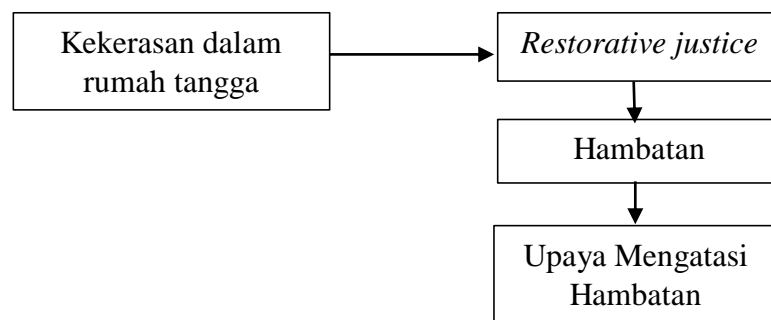 Kekerasan dalam
rumah tangga
Restorative justice
Hambatan
Upaya Mengatasi
Hambatan